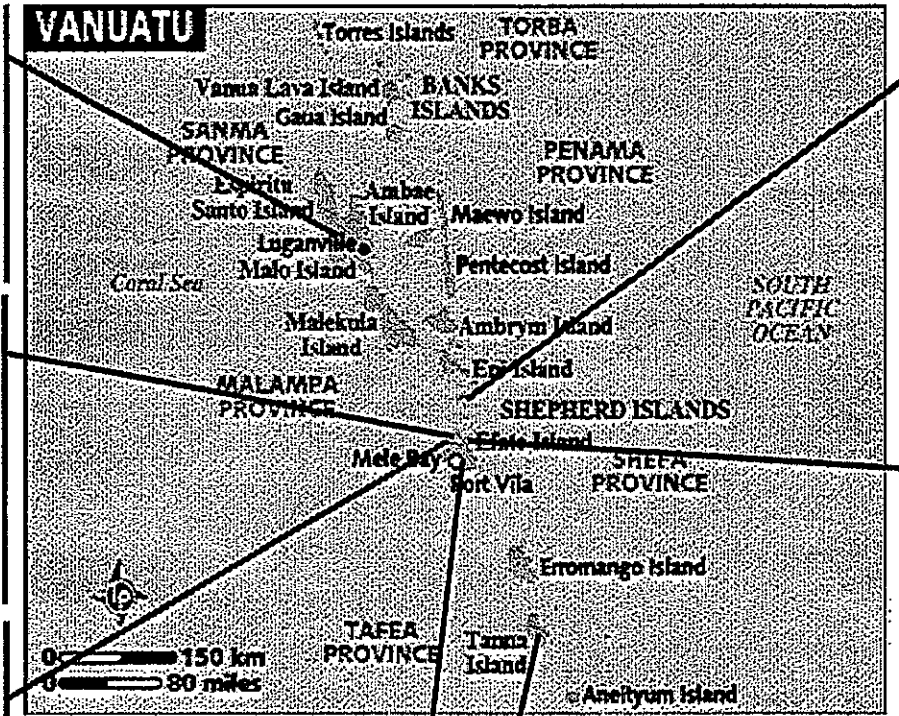 VANUATU
Torres Islands
TORBA
PROVINCE
Vanua Lava Island
BANKS
ISLANDS
Gaua Island
SANMA
PROVINCE
PENAMA
PROVINCE
Espiritu
Santo Island
Ambae
Island
Maewo Island
Luganville
Malo Island
Pentecost Island
Coral Sea
SOUTH
PACIFIC
OCEAN
Malekula
Island
Ambrym Island
Epi Island
MALAMPA
PROVINCE
SHEPHERD ISLANDS
Efate Island
Mele Bay
SHEFA
PROVINCE
Port Vila
Erromango Island
TAFEA
PROVINCE
Tanna
Island
0 150 km
0 80 miles
Aneityum Island